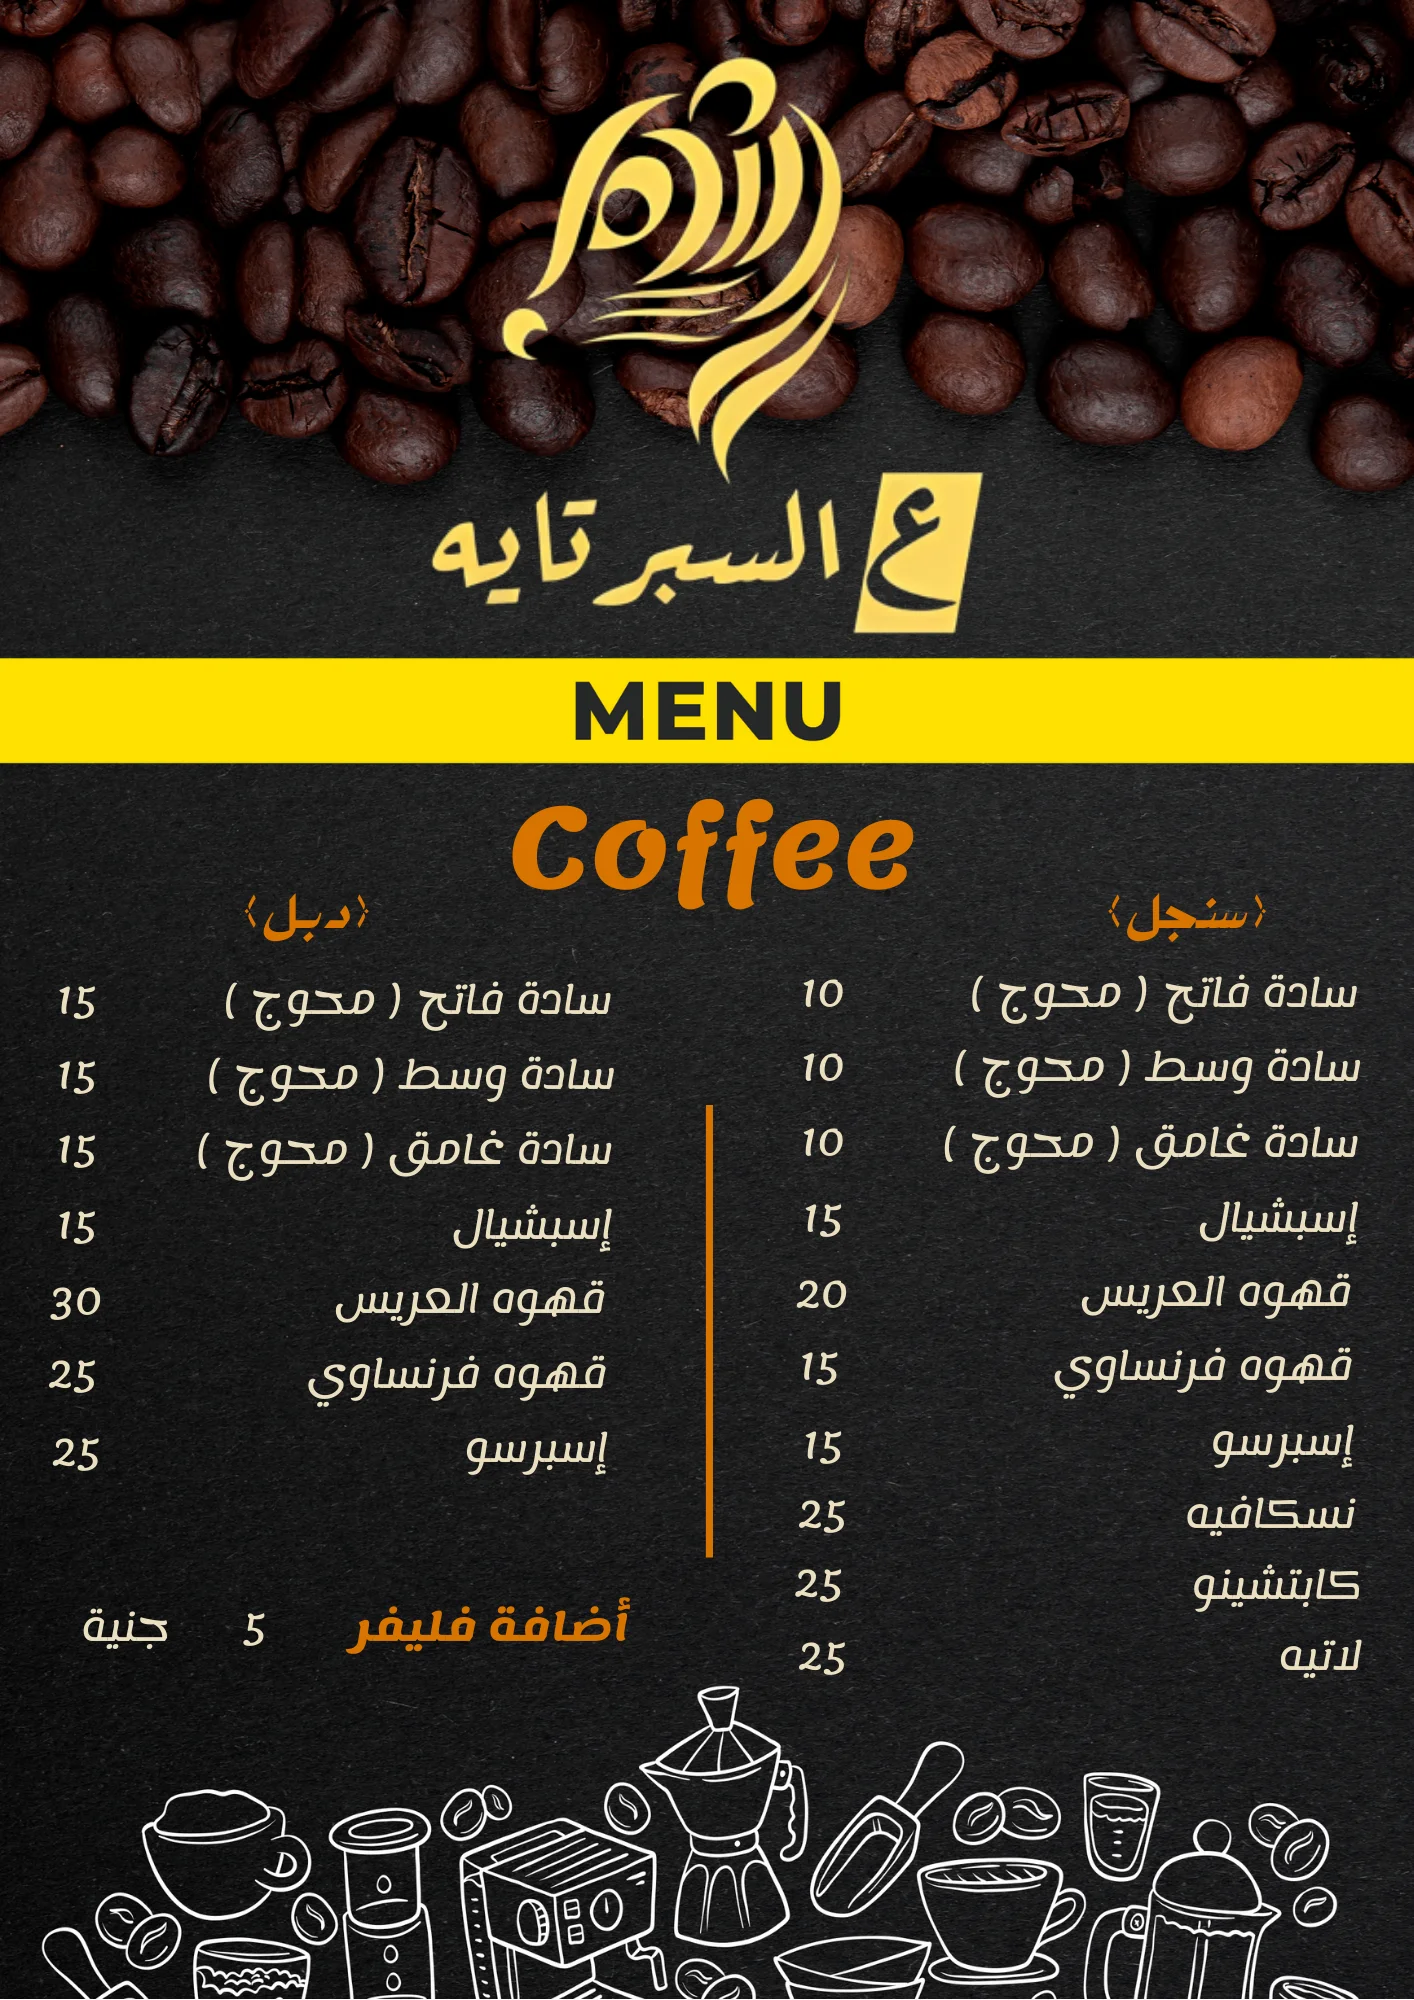 ع السبرتايه
MENU
Coffee
﴿سنجل﴾
سادة فاتح ( محوج ) 10
سادة وسط ( محوج ) 10
سادة غامق ( محوج ) 10
إسبشيال 15
قهوه العريس 20
قهوه فرنساوي 15
إسبرسو 15
نسكافيه 25
كابتشينو 25
لاتيه 25
﴿دبل﴾
سادة فاتح ( محوج ) 15
سادة وسط ( محوج ) 15
سادة غامق ( محوج ) 15
إسبشيال 15
قهوه العريس 30
قهوه فرنساوي 25
إسبرسو 25
أضافة فليفر 5 جنية